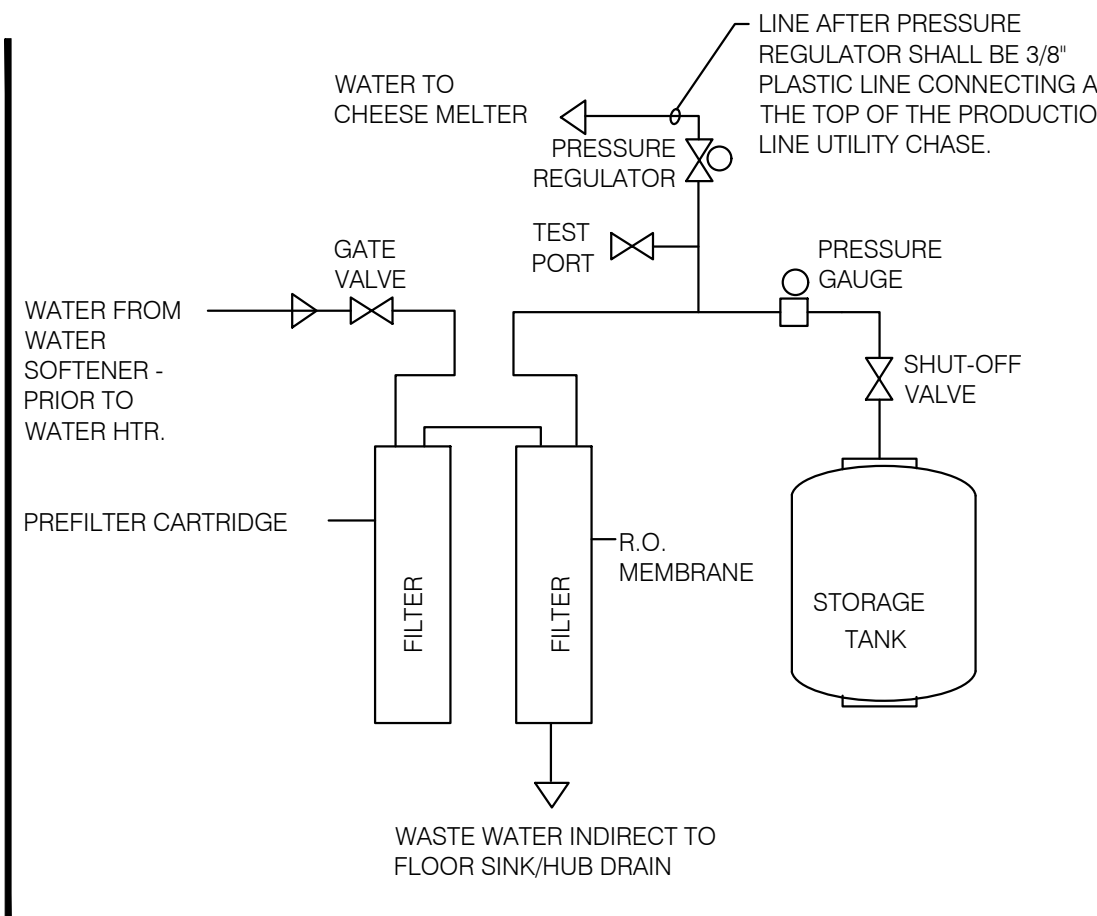 LINE AFTER PRESSURE
REGULATOR SHALL BE 3/8"
PLASTIC LINE CONNECTING
THE TOP OF THE
LINE UTILITY CHASE.
WATER TO
CHEESE MELTER
PRESSURE
REGULATOR
TEST
PORT
PRESSURE
GAUGE
GATE
VALVE
WATER FROM
WATER
SOFTENER -
PRIOR TO
WATER HTR.
SHUT-OFF
VALVE
PREFILTER CARTRIDGE
FILTER
FILTER
R.O.
MEMBRANE
STORAGE
TANK
WASTE WATER INDIRECT TO
FLOOR SINK/HUB DRAIN